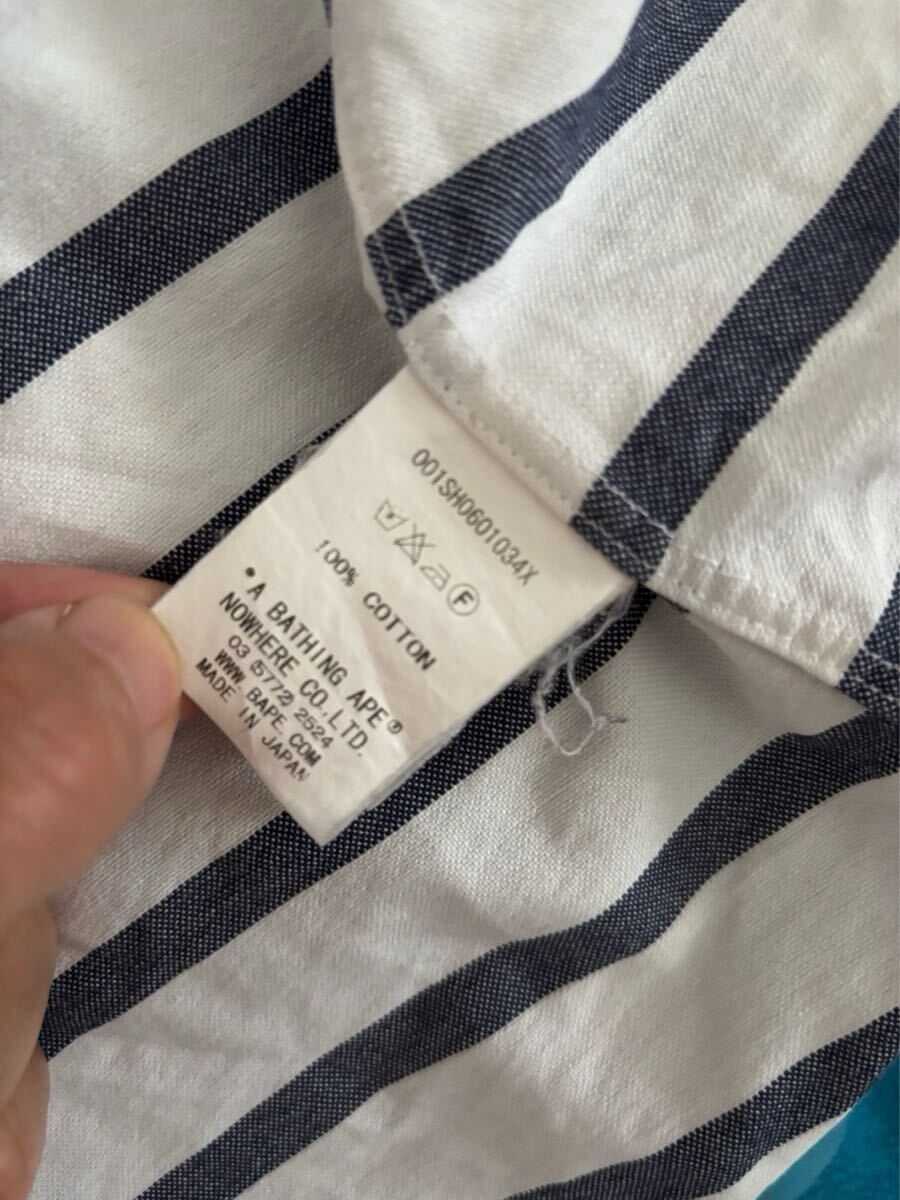 001SH0601034X
F
100% COTTON
• A BATHING APE®
NOWHERE CO., LTD.
03 (5772) 2524
WWW. BAPE. COM
MADE IN JAPAN